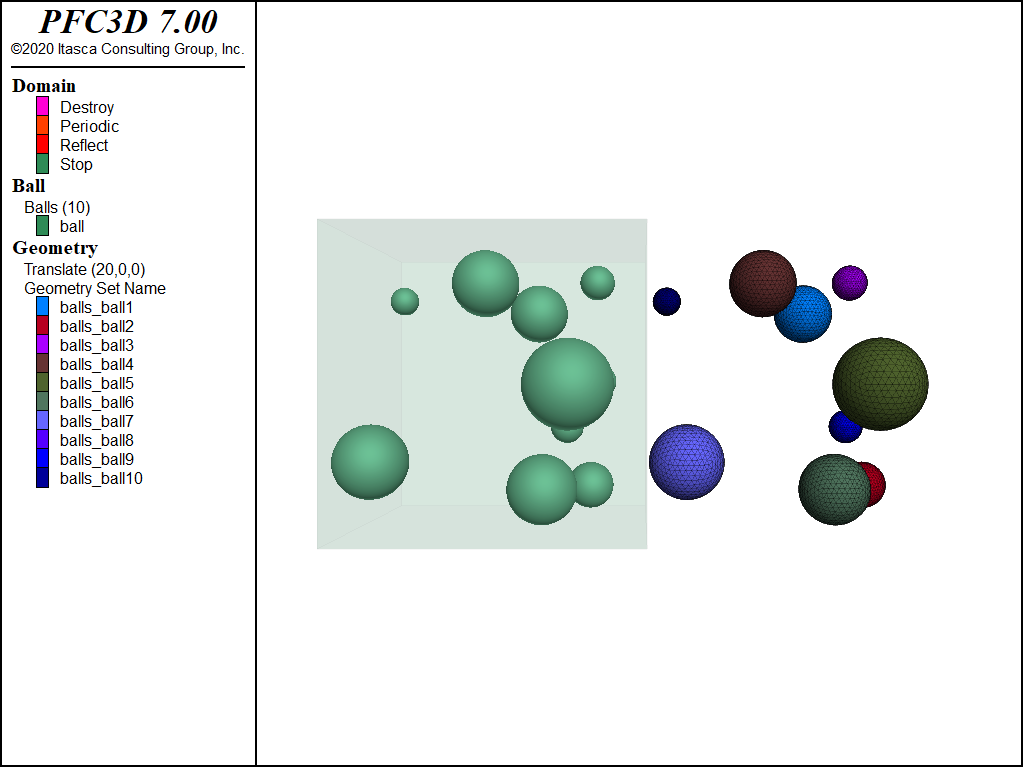 PFC3D 7.00
©2020 Itasca Consulting Group, Inc.
Domain
Destroy
Periodic
Reflect
Stop
Ball
Balls (10)
ball
Geometry
Translate (20,0,0)
Geometry Set Name
balls_ball1
balls_ball2
balls_ball3
balls_ball4
balls_ball5
balls_ball6
balls_ball7
balls_ball8
balls_ball9
balls_ball10